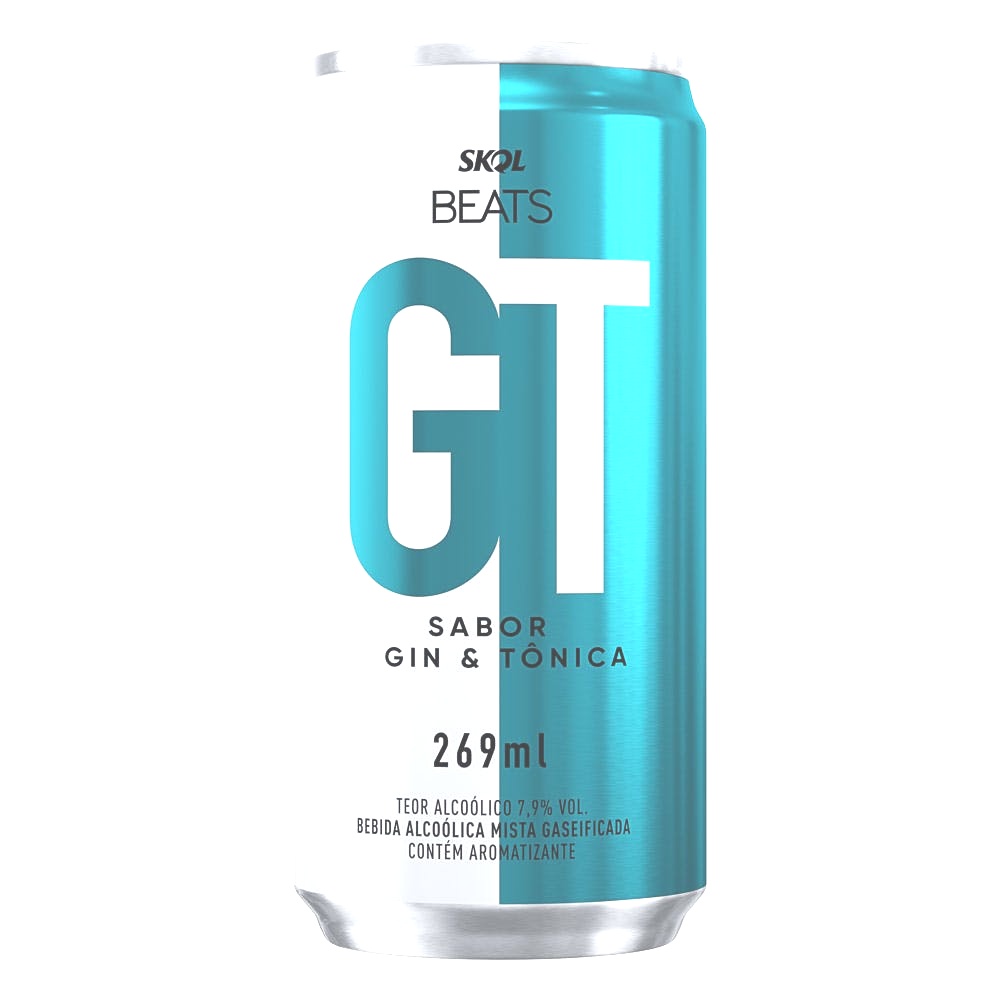 SKOL
BEATS
GT
SABOR
GIN & TÔNICA
269ml
TEOR ALCOÓLICO 7,9% VOL.
BEBIDA ALCOÓLICA MISTA GASEIFICADA
CONTÉM AROMATIZANTE